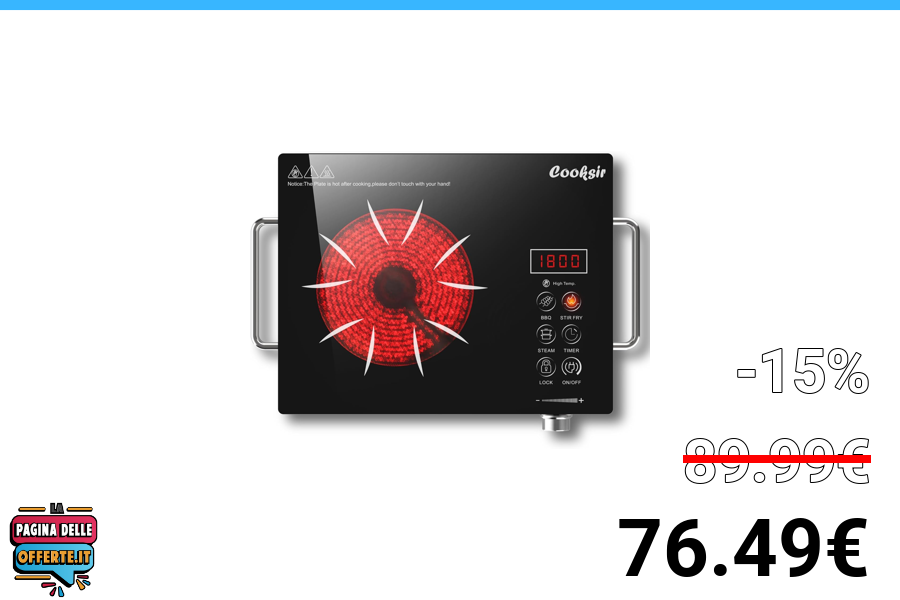 Cooksir
Notice:The Plate is hot after cooking,please don't touch with your hand!
1800
High Temp.
BBQ STIR FRY
STEAM TIMER
LOCK ON/OFF
- +
-15%
89.99€
76.49€
LA
PAGINA DELLE
OFFERTE.IT